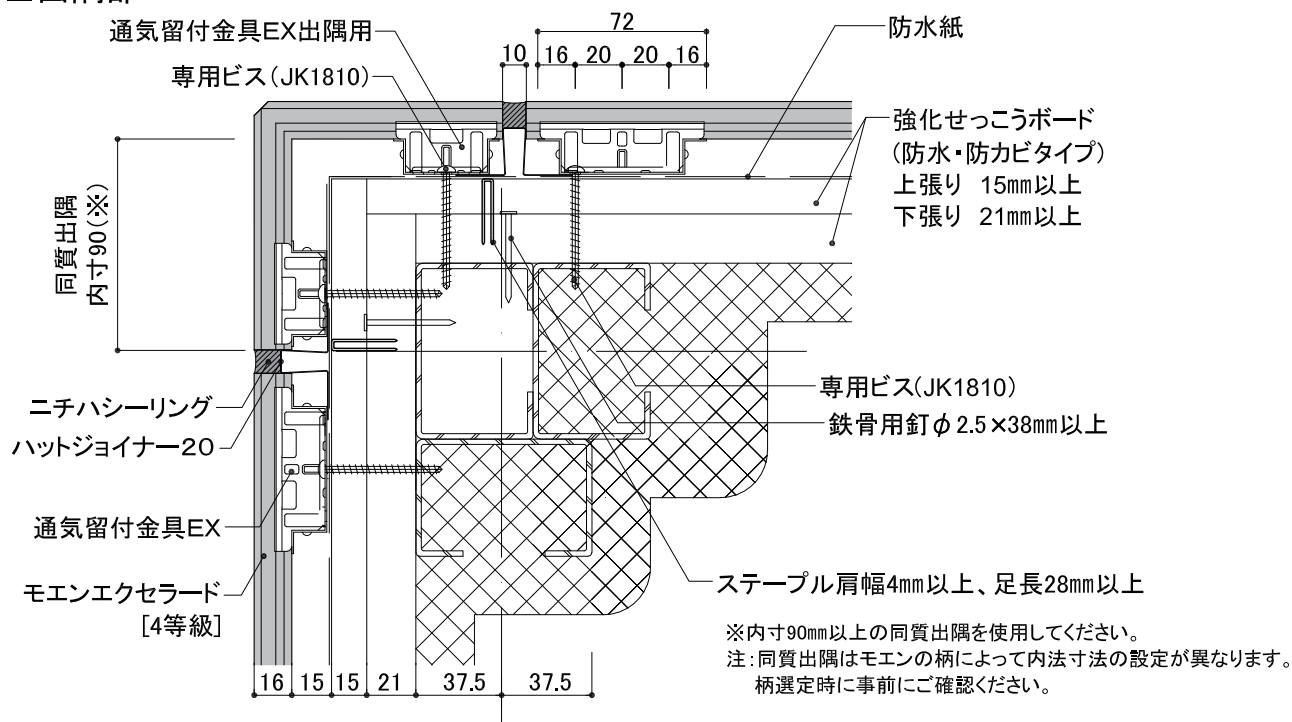 通気留付金具EX出隅用
専用ビス(JK1810)
10
72
16 20 20 16
防水紙
強化せっこうボード
(防水・防カビタイプ)
上張り 15㎜以上
下張り 21㎜以上
同質出隅
内寸90(※)
ニチハシーリング
ハットジョイナー20
通気留付金具EX
モエンエクセラード
[4等級]
専用ビス(JK1810)
鉄骨用釘φ2.5×38㎜以上
ステープル肩幅4㎜以上、足長28㎜以上
※内寸90㎜以上の同質出隅を使用してください。
注:同質出隅はモエンの柄によって内法寸法の設定が異なります。
柄選定時に事前にご確認ください。
16 15 15 21 37.5 37.5